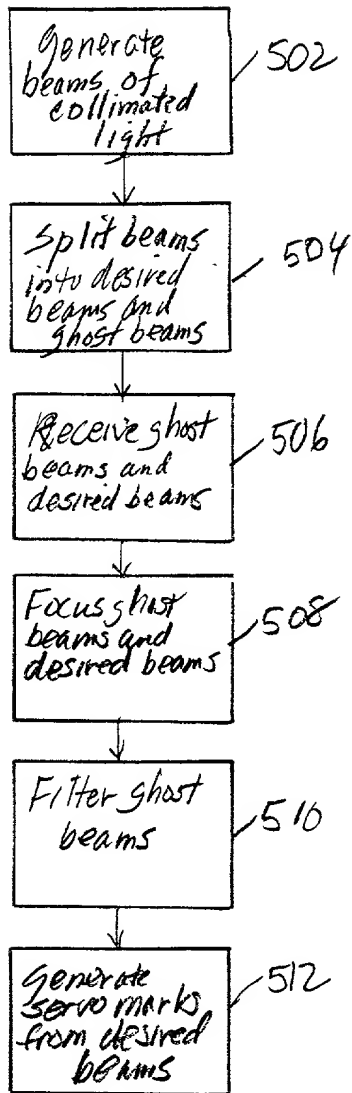 Generate
beams of
collimated
light
502
Split beams
into desired
beams and
ghost beams
504
Receive ghost
beams and
desired beams
506
Focus ghost
beams and
desired beams
508
Filter ghost
beams
510
Generate
servo marks
from desired
beams
512